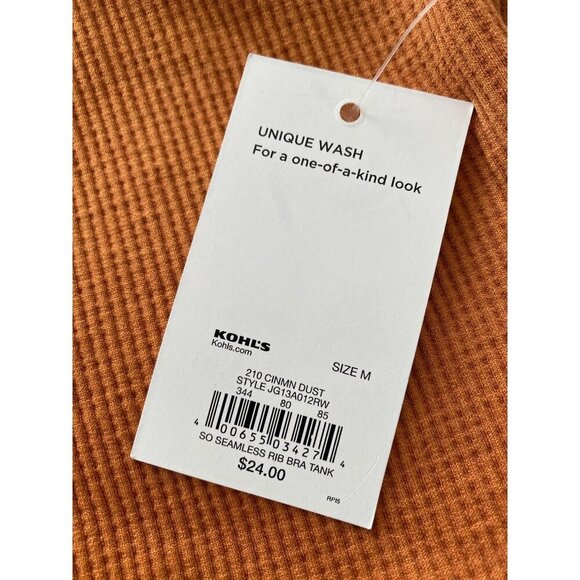 UNIQUE WASH
For a one-of-a-kind look
KOHL'S
Kohls.com
SIZE M
210 CINMN DUST
STYLE JG13A012RW
344 80 85
4 00655 03427 4
SO SEAMLESS RIB BRA TANK
$24.00
RP15